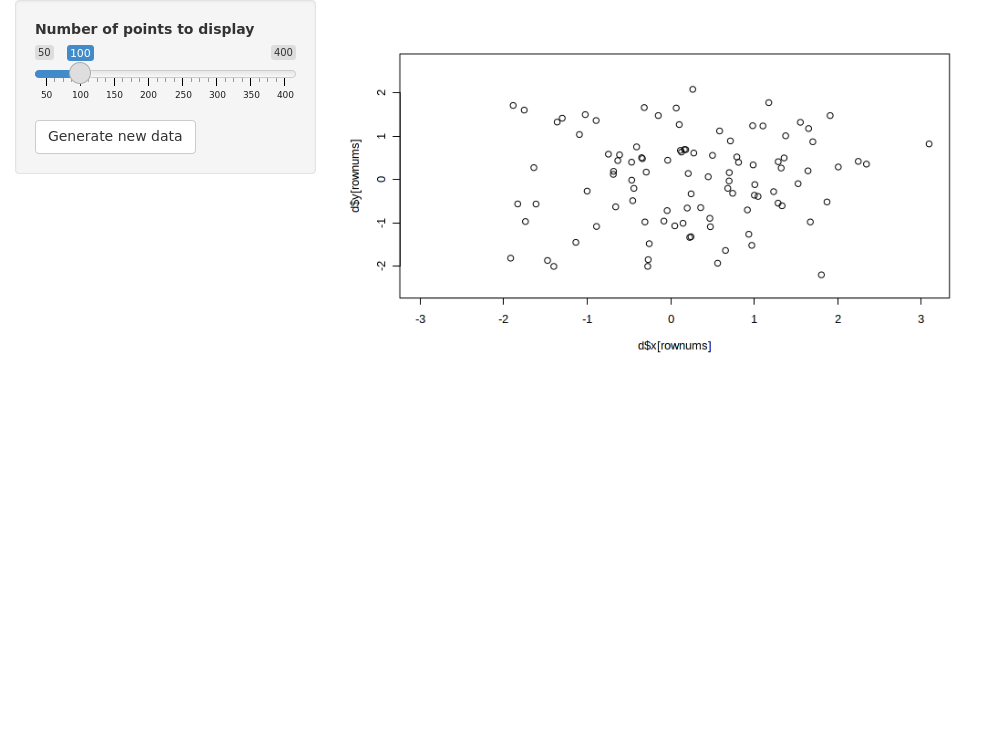 Number of points to display
50 100 400
50 100 150 200 250 300 350 400
Generate new data
2
1
0
-1
-2
d$y[rownums]
-3 -2 -1 0 1 2 3
d$x[rownums]